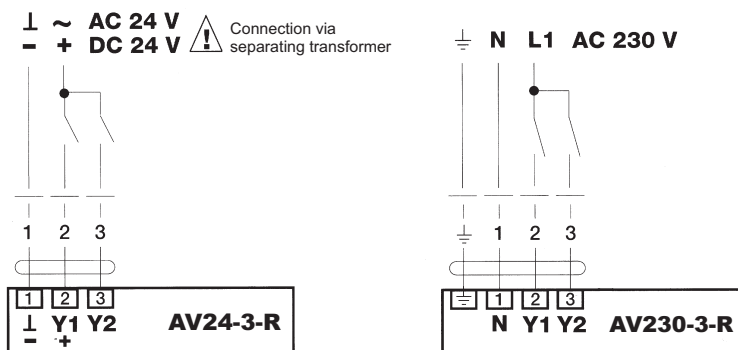 ⊥ ~ AC 24 V
– + DC 24 V
Connection via
separating transformer
1 2 3
1 2 3
⊥ Y1 Y2 AV24-3-R
– +
⏚ N L1 AC 230 V
⏚ 1 2 3
⏚ 1 2 3
N Y1 Y2 AV230-3-R